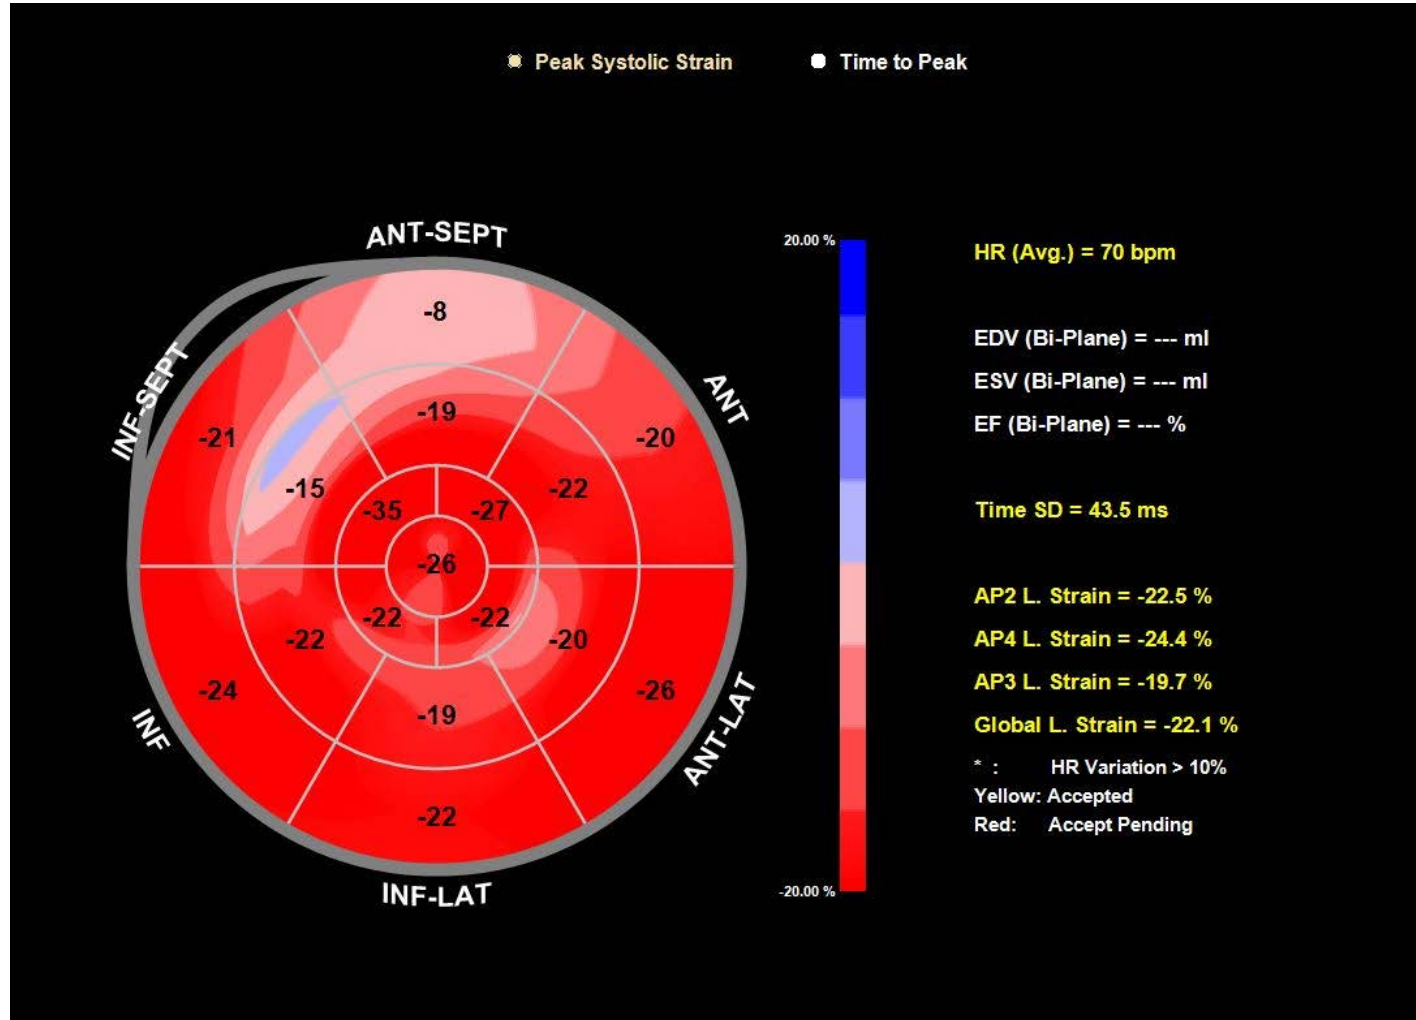 Peak Systolic Strain Time to Peak
ANT-SEPT
INF-SEPT
ANT
INF
ANT-LAT
INF-LAT
-8
-19
-21
-20
-15
-22
-35
-27
-26
-22
-22
-22
-20
-24
-26
-19
-22
20.00 %
-20.00 %
HR (Avg.) = 70 bpm
EDV (Bi-Plane) = --- ml
ESV (Bi-Plane) = --- ml
EF (Bi-Plane) = --- %
Time SD = 43.5 ms
AP2 L. Strain = -22.5 %
AP4 L. Strain = -24.4 %
AP3 L. Strain = -19.7 %
Global L. Strain = -22.1 %
* : HR Variation > 10%
Yellow: Accepted
Red: Accept Pending